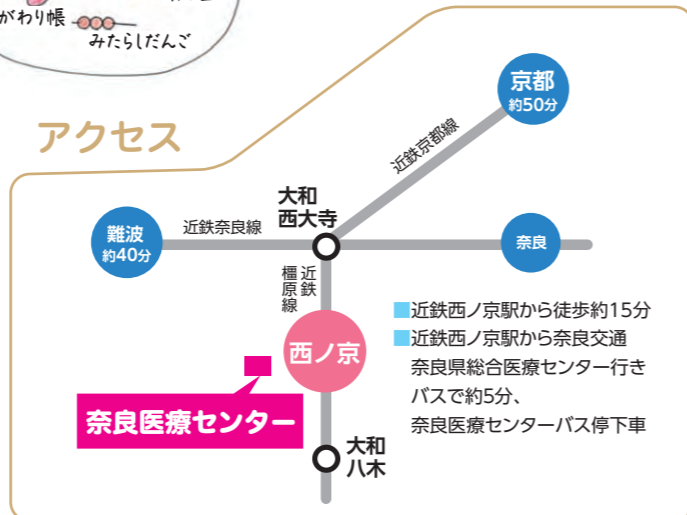 がわり帳
みたらしだんご
アクセス
京都
約50分
近鉄京都線
大和
西大寺
難波
約40分
近鉄奈良線
奈良
近鉄
橿原線
西ノ京
■近鉄西ノ京駅から徒歩約15分
■近鉄西ノ京駅から奈良交通
奈良県総合医療センター行き
バスで約5分、
奈良医療センターバス停下車
奈良医療センター
大和
八木